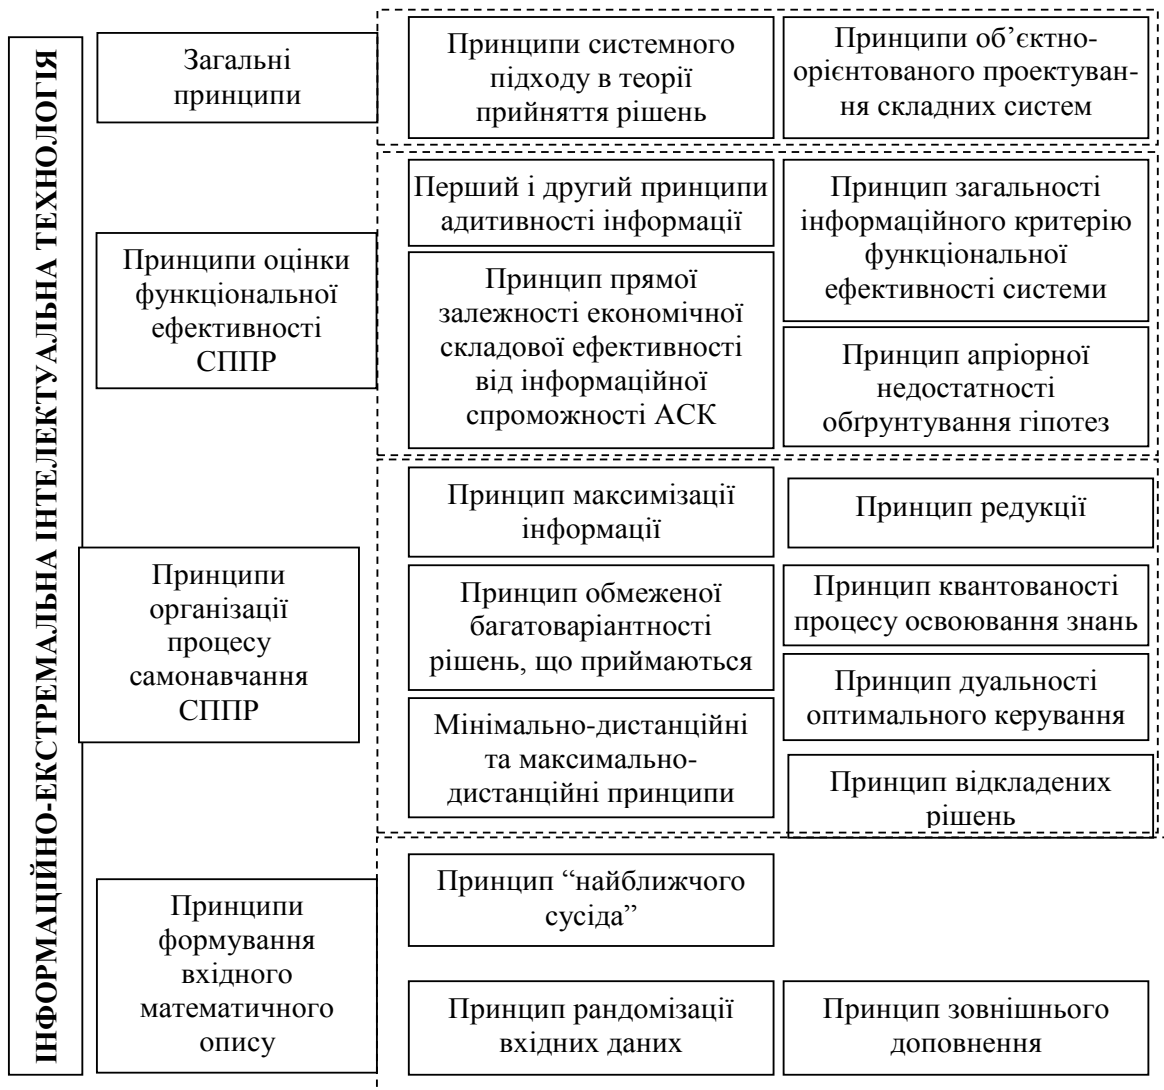 ІНФОРМАЦІЙНО-ЕКСТРЕМАЛЬНА ІНТЕЛЕКТУАЛЬНА ТЕХНОЛОГІЯ
Загальні
принципи
Принципи системного
підходу в теорії
прийняття рішень
Принципи об’єктно-
орієнтованого проектуван-
ня складних систем
Принципи оцінки
функціональної
ефективності
СППР
Перший і другий принципи
адитивності інформації
Принцип прямої
залежності економічної
складової ефективності
від інформаційної
спроможності АСК
Принцип загальності
інформаційного критерію
функціональної
ефективності системи
Принцип апріорної
недостатності
обґрунтування гіпотез
Принципи
організації
процесу
самонавчання
СППР
Принцип максимізації
інформації
Принцип обмеженої
багатоваріантності
рішень, що приймаються
Мінімально-дистанційні
та максимально-
дистанційні принципи
Принцип редукції
Принцип квантованості
процесу освоювання знань
Принцип дуальності
оптимального керування
Принцип відкладених
рішень
Принципи
формування
вхідного
математичного
опису
Принцип “найближчого
сусіда”
Принцип рандомізації
вхідних даних
Принцип зовнішнього
доповнення